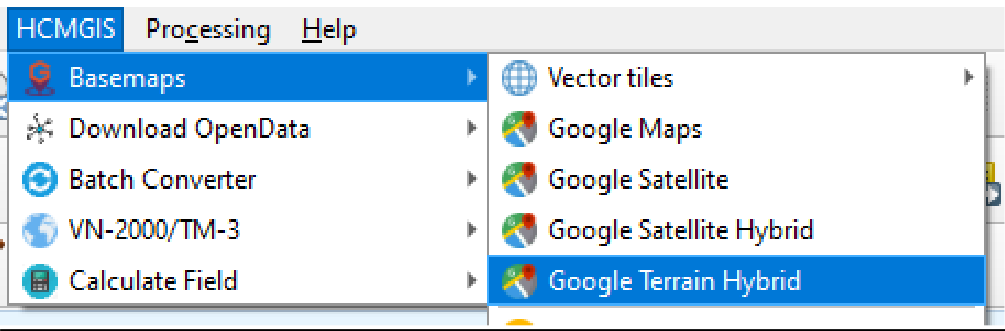 HCMGIS Processing Help
Basemaps
Download OpenData
Batch Converter
VN-2000/TM-3
Calculate Field
Vector tiles
Google Maps
Google Satellite
Google Satellite Hybrid
Google Terrain Hybrid